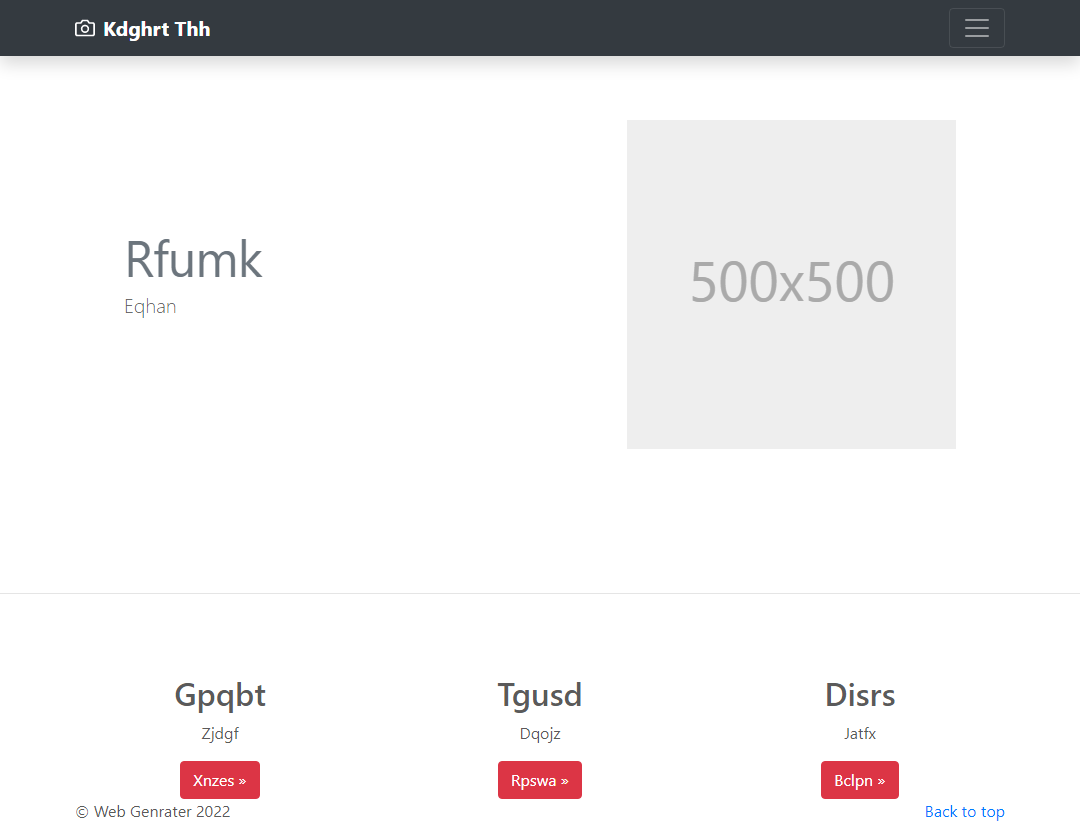 Kdghrt Thh
Rfumk
Eqhan
500x500
Gpqbt
Zjdgf
Xnzes »
Tgusd
Dqojz
Rpswa »
Disrs
Jatfx
Bclpn »
© Web Genrater 2022
Back to top